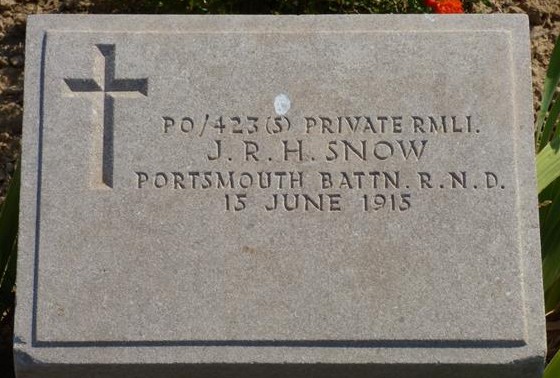 PO/423(S) PRIVATE RMLI.
J. R. H. SNOW
PORTSMOUTH BATTN. R.N.D.
15 JUNE 1915